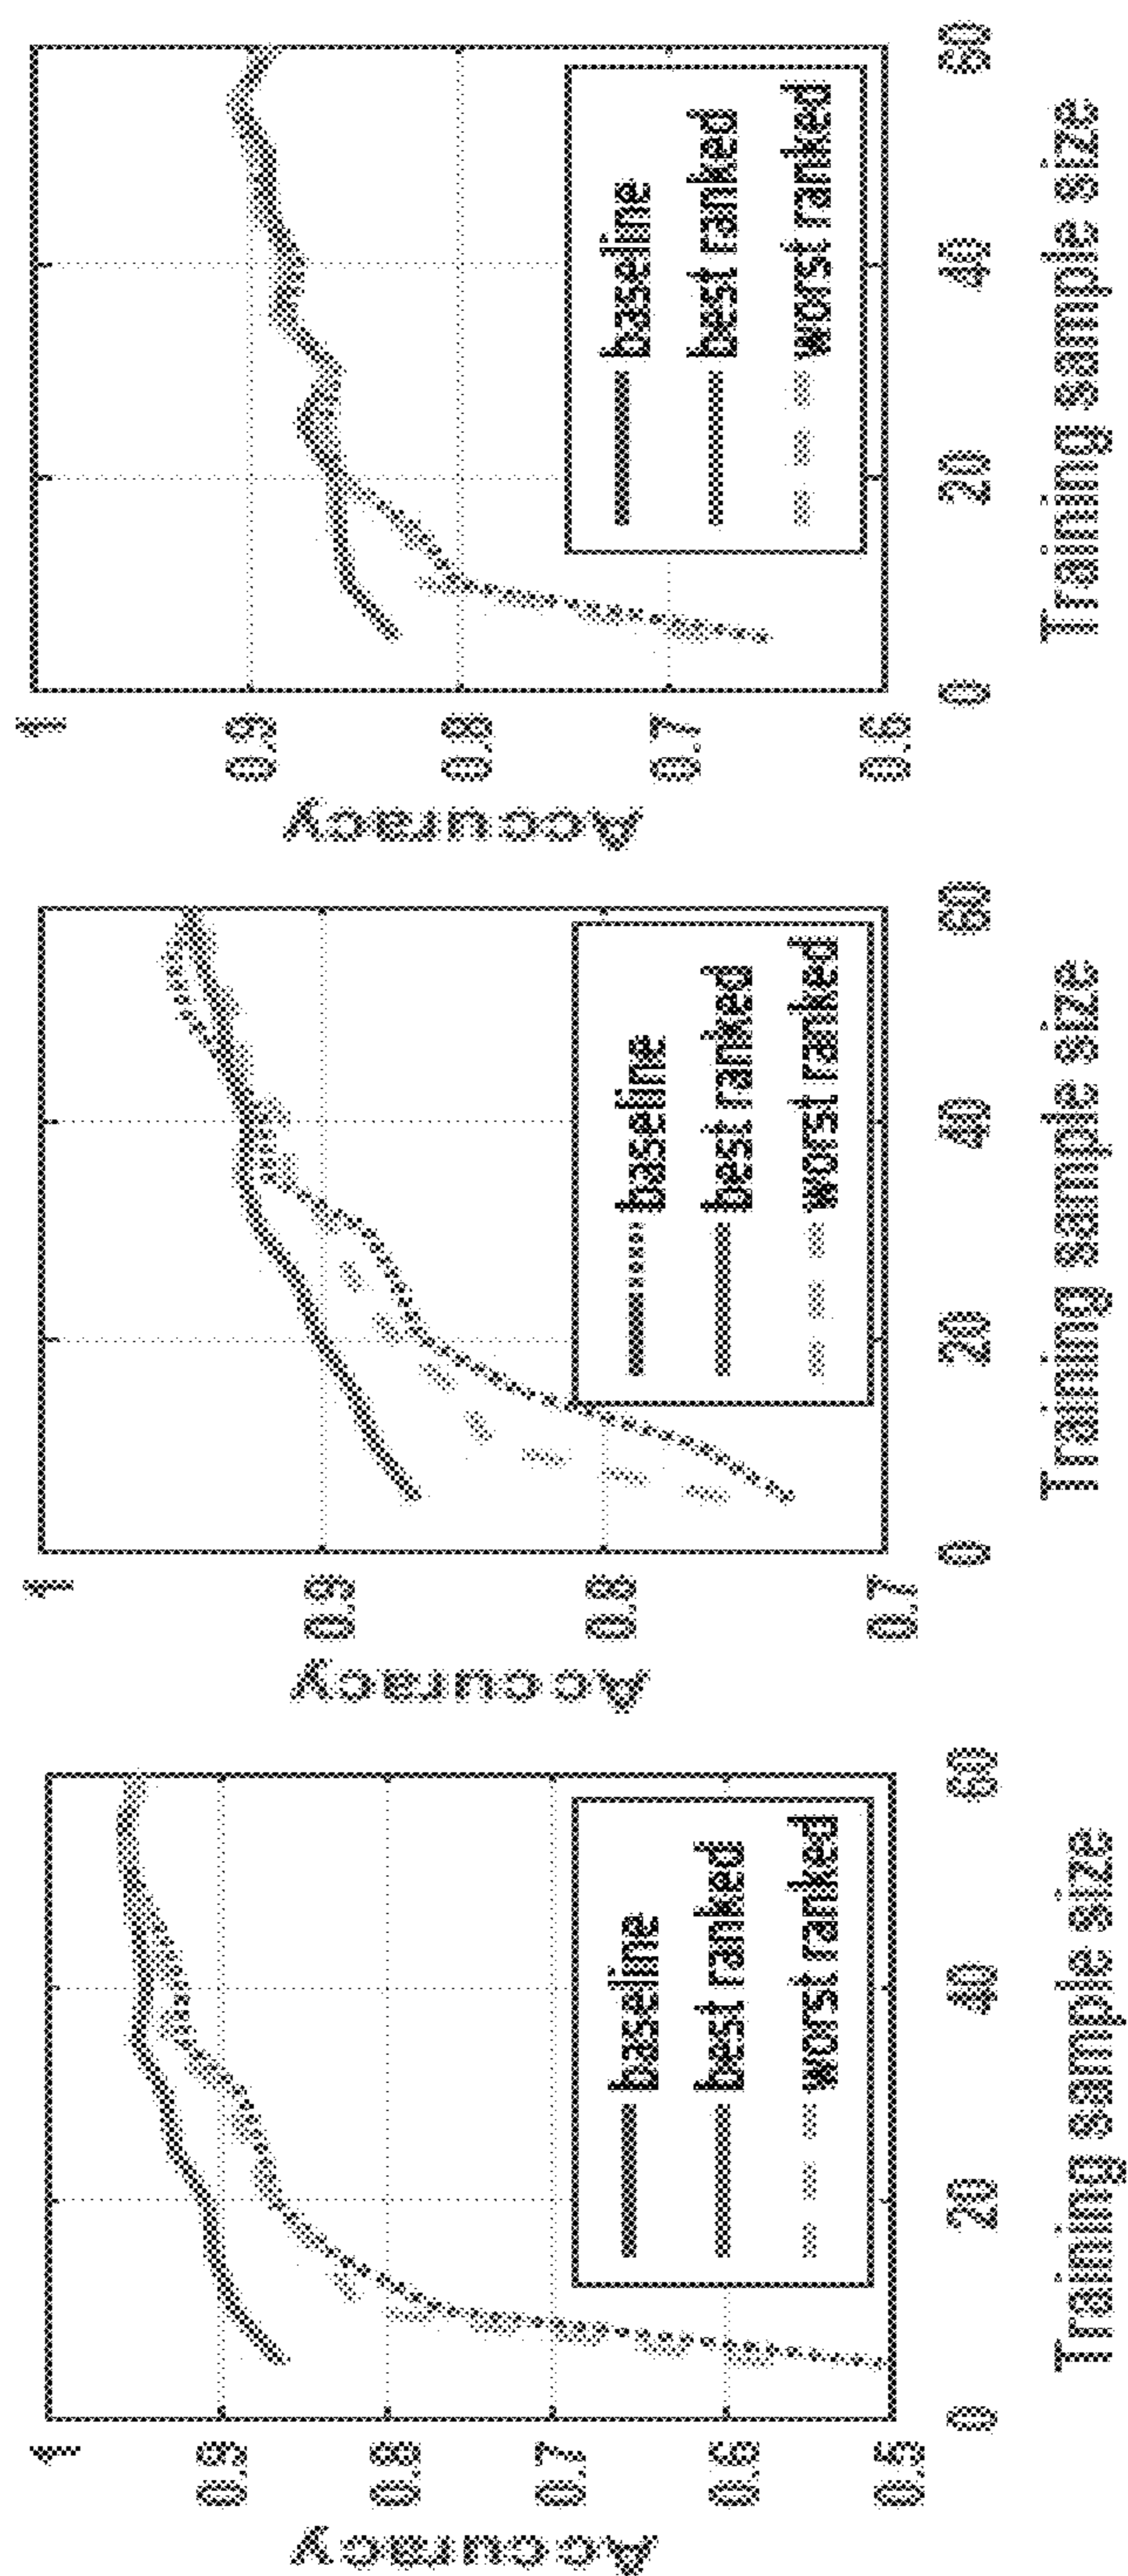 Accuracy
1
0.9
0.8
0.7
0.6
0.5
baseline
best ranked
worst ranked
0 20 40 60
Training sample size
Accuracy
1
0.9
0.8
0.7
baseline
best ranked
worst ranked
0 20 40 60
Training sample size
Accuracy
1
0.9
0.8
0.7
0.6
baseline
best ranked
worst ranked
0 20 40 60
Training sample size